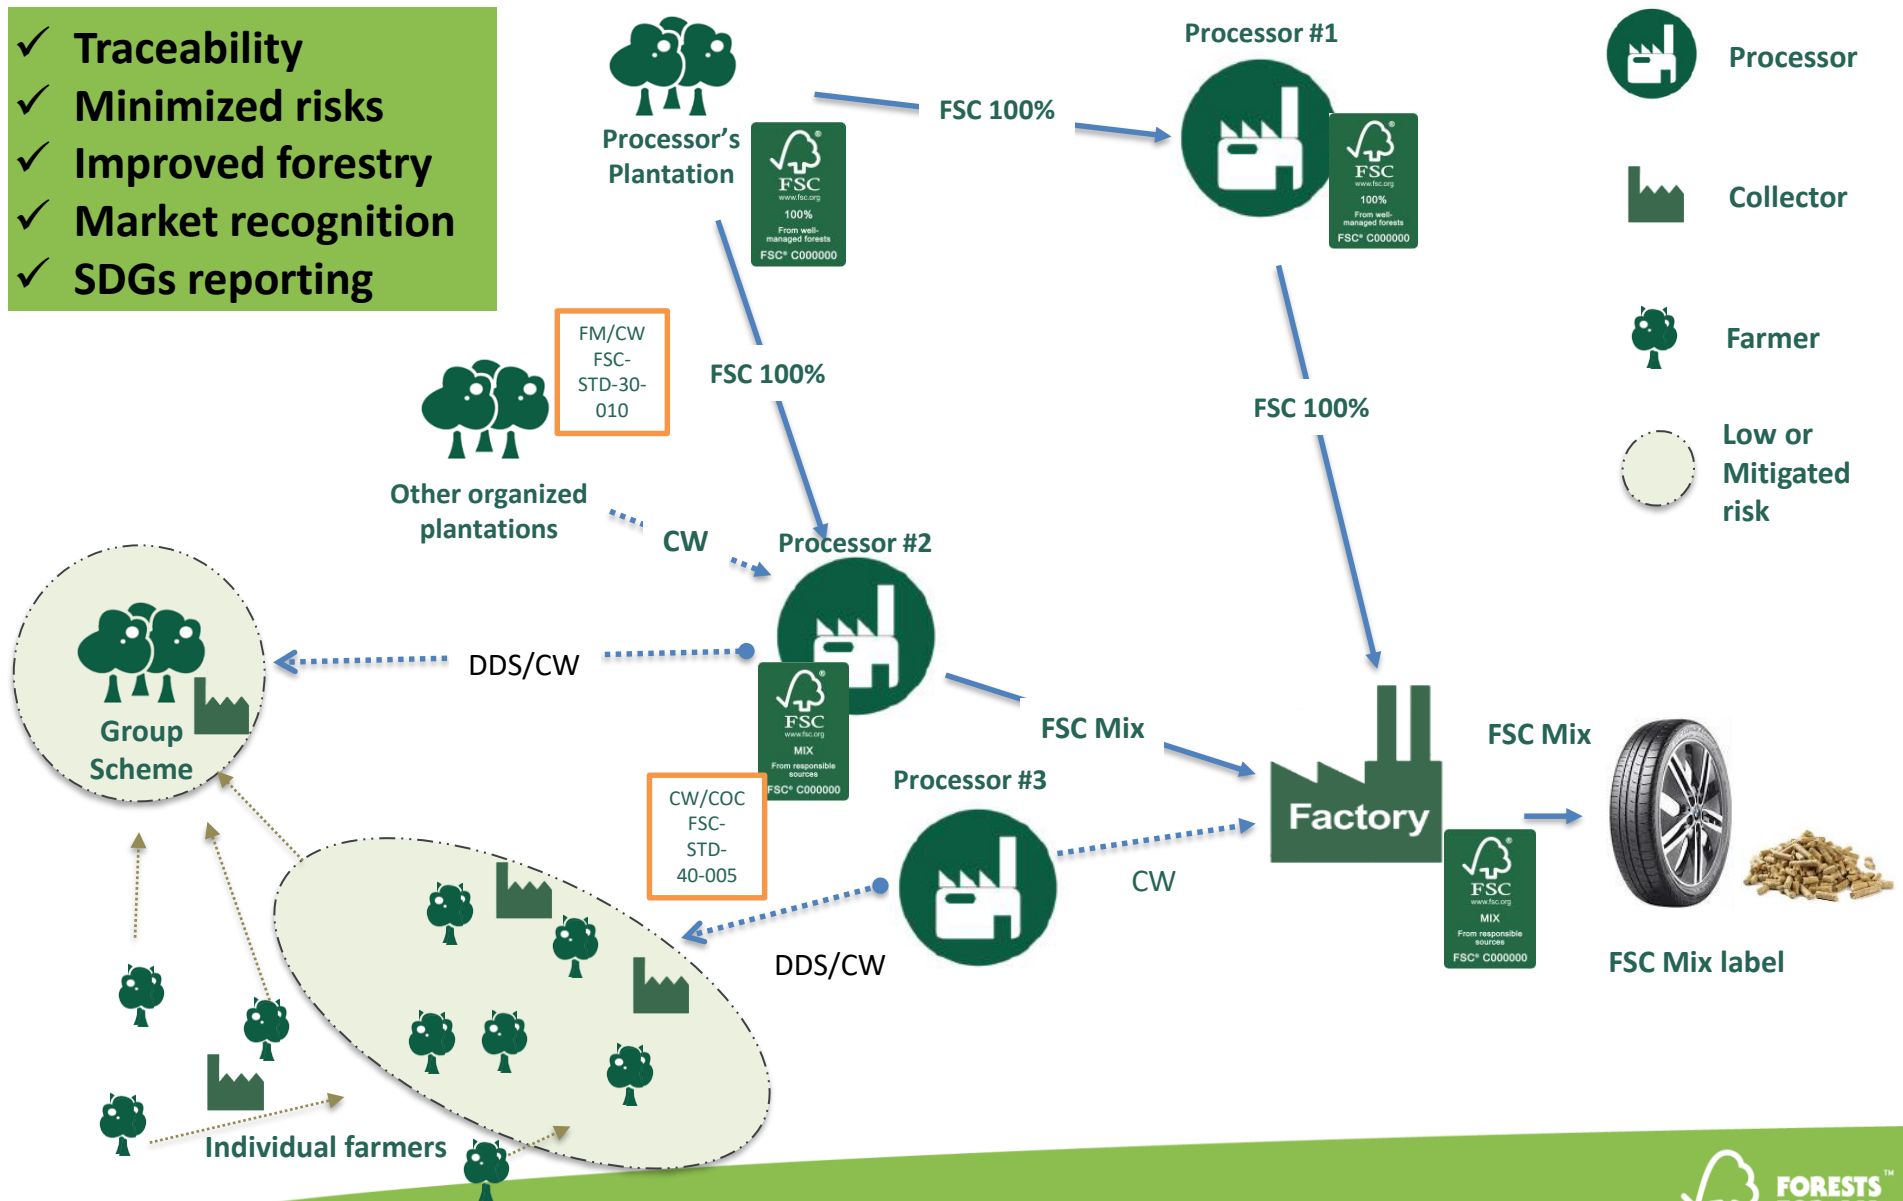 ✓ Traceability
✓ Minimized risks
✓ Improved forestry
✓ Market recognition
✓ SDGs reporting
Processor's
Plantation
FSC
www.fsc.org
100%
From well-
managed forests
FSC® C000000
FSC 100%
Processor #1
FSC
www.fsc.org
100%
From well-
managed forests
FSC® C000000
Processor
Collector
Farmer
Low or
Mitigated
risk
FM/CW
FSC-
STD-30-
010
FSC 100%
FSC 100%
Other organized
plantations
CW
Processor #2
DDS/CW
FSC
www.fsc.org
MIX
From responsible
sources
FSC® C000000
Group
Scheme
FSC Mix
CW/COC
FSC-
STD-
40-005
Processor #3
CW
DDS/CW
Factory
FSC
www.fsc.org
MIX
From responsible
sources
FSC® C000000
FSC Mix
FSC Mix label
Individual farmers
FORESTS™